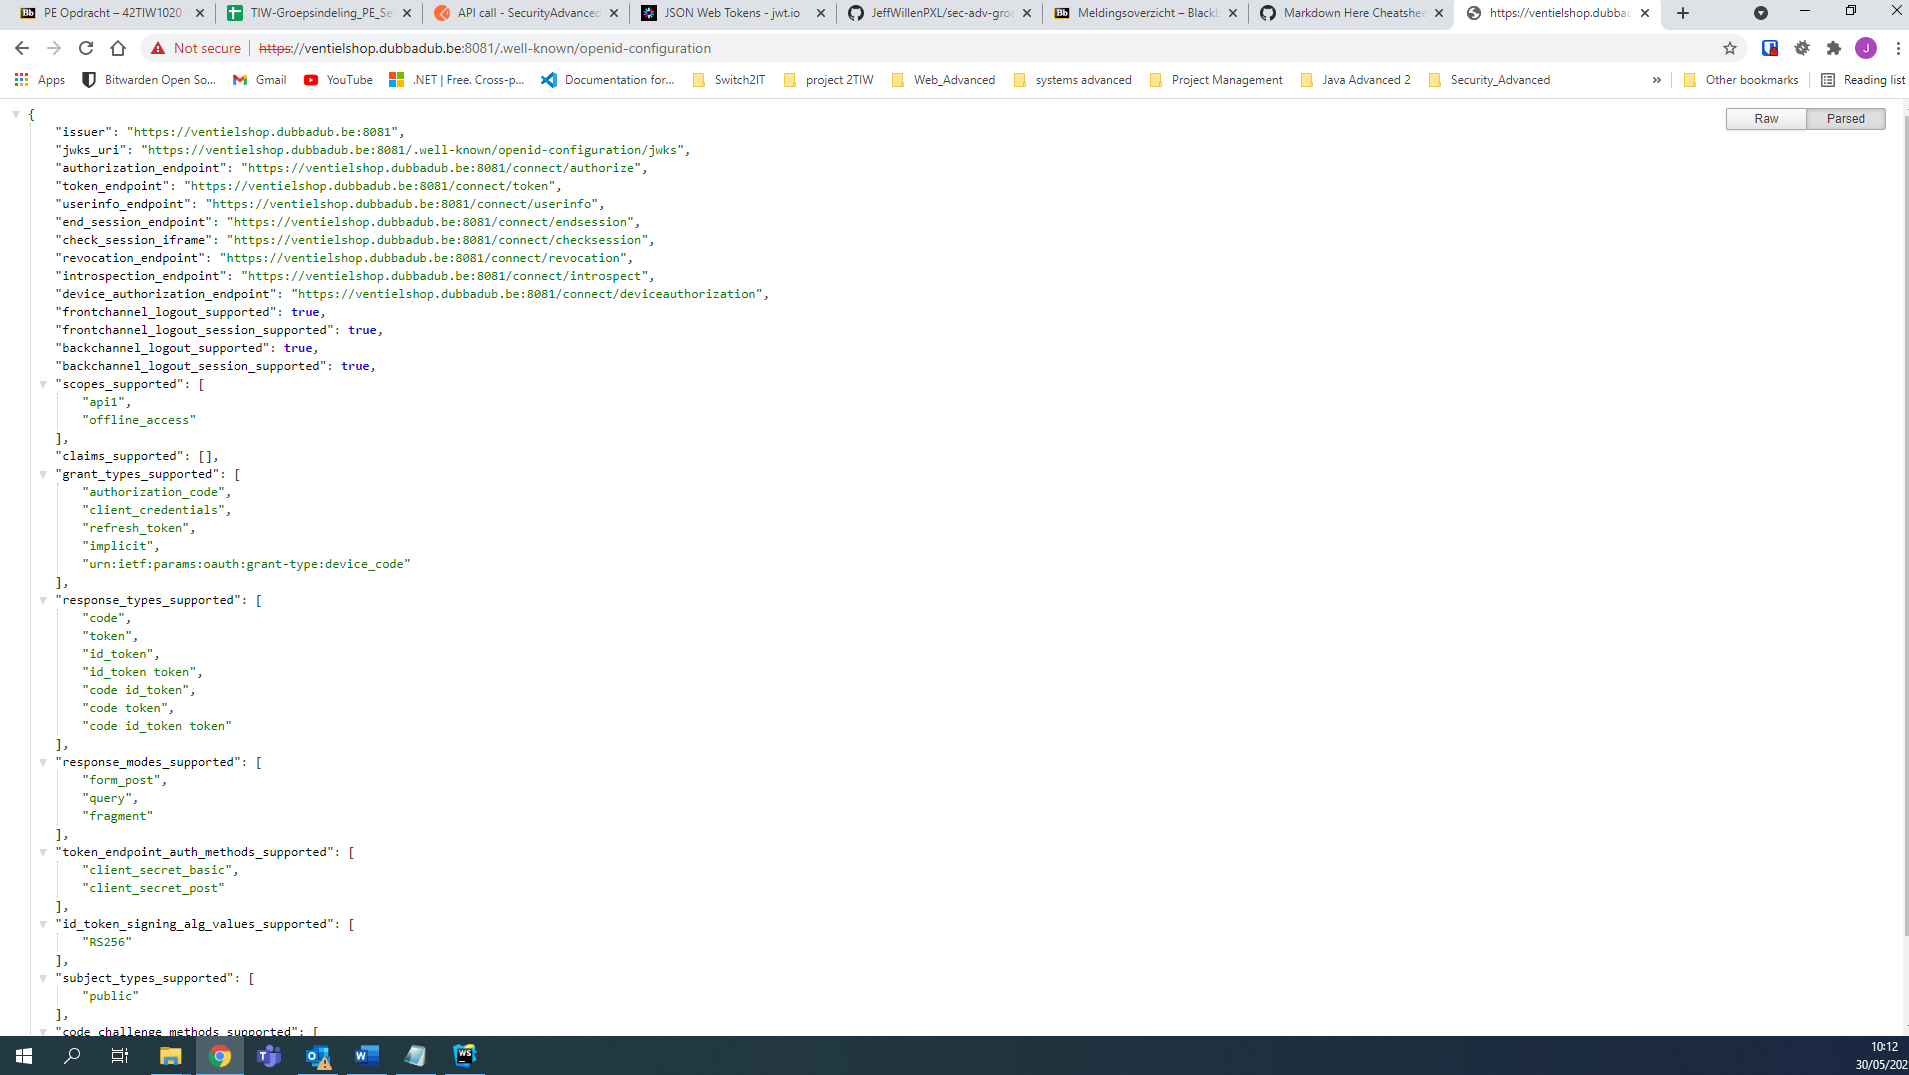 PE Opdracht – 42TIW1020
TIW-Groepsindeling_PE_Se
API call - SecurityAdvanced
JSON Web Tokens - jwt.io
JeffWillenPXL/sec-adv-gro
Meldingsoverzicht – Blackb
Markdown Here Cheatshee
https://ventielshop.dubbadu
Not secure
https://ventielshop.dubbadub.be:8081/.well-known/openid-configuration
J
Apps
Bitwarden Open So...
Gmail
YouTube
.NET | Free. Cross-p...
Documentation for...
Switch2IT
project 2TIW
Web_Advanced
systems advanced
Project Management
Java Advanced 2
Security_Advanced
»
Other bookmarks
Reading list
Raw
Parsed
{
"issuer": "https://ventielshop.dubbadub.be:8081",
"jwks_uri": "https://ventielshop.dubbadub.be:8081/.well-known/openid-configuration/jwks",
"authorization_endpoint": "https://ventielshop.dubbadub.be:8081/connect/authorize",
"token_endpoint": "https://ventielshop.dubbadub.be:8081/connect/token",
"userinfo_endpoint": "https://ventielshop.dubbadub.be:8081/connect/userinfo",
"end_session_endpoint": "https://ventielshop.dubbadub.be:8081/connect/endsession",
"check_session_iframe": "https://ventielshop.dubbadub.be:8081/connect/checksession",
"revocation_endpoint": "https://ventielshop.dubbadub.be:8081/connect/revocation",
"introspection_endpoint": "https://ventielshop.dubbadub.be:8081/connect/introspect",
"device_authorization_endpoint": "https://ventielshop.dubbadub.be:8081/connect/deviceauthorization",
"frontchannel_logout_supported": true,
"frontchannel_logout_session_supported": true,
"backchannel_logout_supported": true,
"backchannel_logout_session_supported": true,
"scopes_supported": [
"api1",
"offline_access"
],
"claims_supported": [],
"grant_types_supported": [
"authorization_code",
"client_credentials",
"refresh_token",
"implicit",
"urn:ietf:params:oauth:grant-type:device_code"
],
"response_types_supported": [
"code",
"token",
"id_token",
"id_token token",
"code id_token",
"code token",
"code id_token token"
],
"response_modes_supported": [
"form_post",
"query",
"fragment"
],
"token_endpoint_auth_methods_supported": [
"client_secret_basic",
"client_secret_post"
],
"id_token_signing_alg_values_supported": [
"RS256"
],
"subject_types_supported": [
"public"
],
"code_challenge_methods_supported": [
10:12
30/05/202